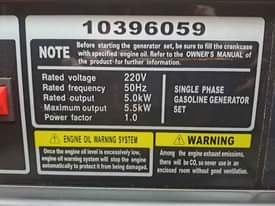 10396059
NOTE
Before starting the generator set, be sure to fill the crankcase
with specified engine oil. Refer to the OWNER'S MANUAL of
the product for further information.
Rated voltage 220V
Rated frequency 50Hz
Rated output 5.0kW
Maximum output 5.5kW
Power factor 1.0
SINGLE PHASE
GASOLINE GENERATOR
SET
ENGINE OIL WARNING SYSTEM
Once the engine oil is excessively low,
engine oil warning system will stop the engine
automatically to protect it from being damaged.
WARNING
Among the engine exhaust emissions,
there will be CO, so never use in an
enclosed room without good ventilation.